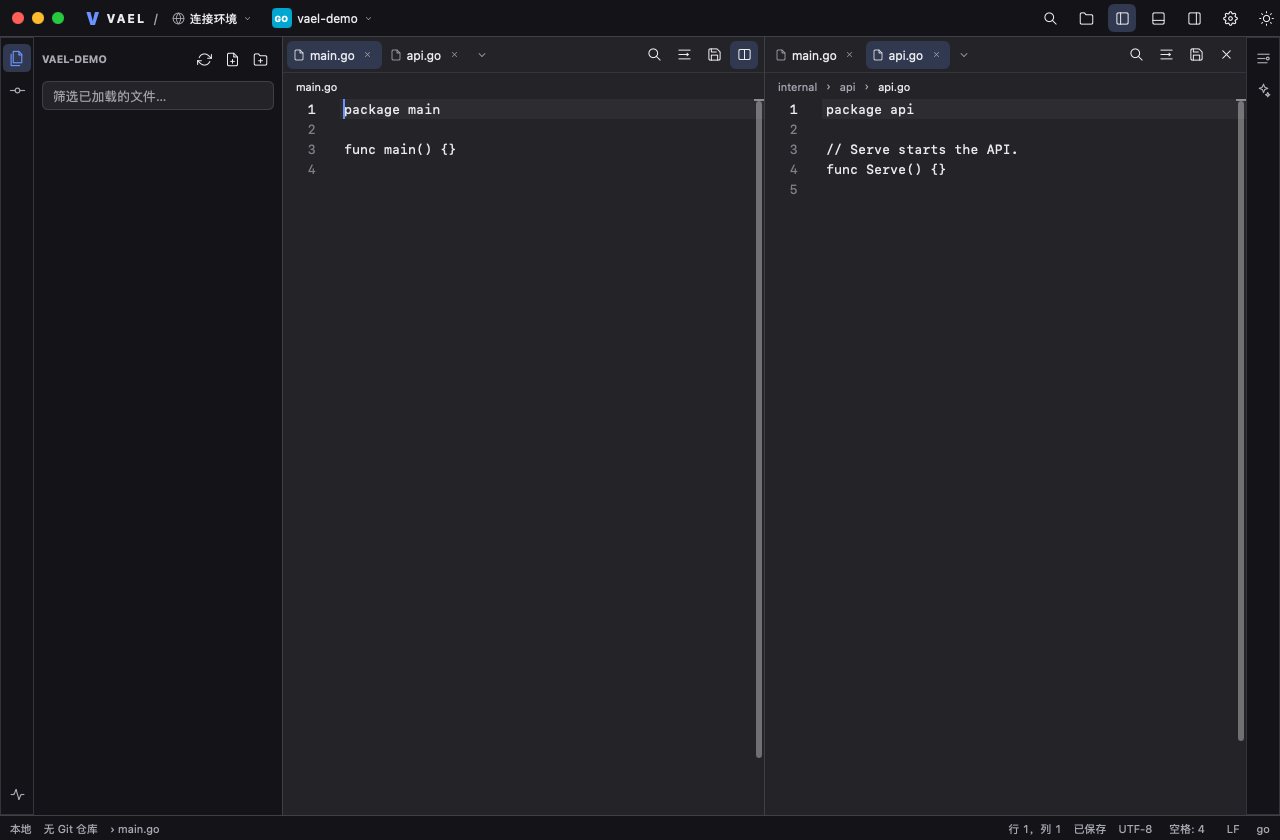 V VAEL / 连接环境 GO vael-demo
VAEL-DEMO
筛选已加载的文件...
main.go × api.go ×
main.go
1 package main
2
3 func main() {}
4
main.go × api.go ×
internal › api › api.go
1 package api
2
3 // Serve starts the API.
4 func Serve() {}
5
本地 无 Git 仓库 › main.go 行 1，列 1 已保存 UTF-8 空格: 4 LF go